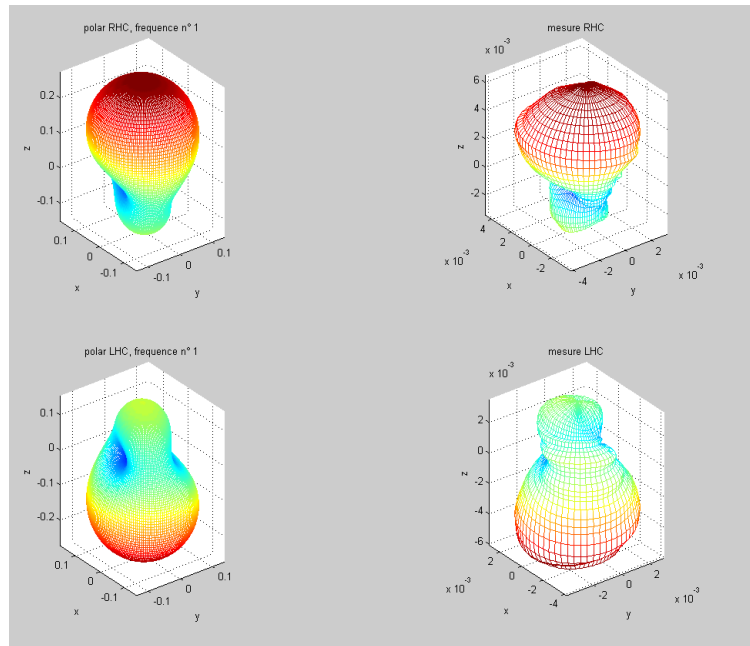 polar RHC, frequence n° 1
0.2
0.1
0
-0.1
z
0.1
0
-0.1
x
-0.1
0
0.1
y
mesure RHC
x 10⁻³
6
4
2
0
-2
z
4
2
0
-2
x 10⁻³
x
-4
-2
0
2
x 10⁻³
y
polar LHC, frequence n° 1
0.1
0
-0.1
-0.2
z
0.1
0
-0.1
x
-0.1
0
0.1
y
mesure LHC
x 10⁻³
2
0
-2
-4
-6
z
2
0
-2
-4
x 10⁻³
x
-4
-2
0
2
x 10⁻³
y